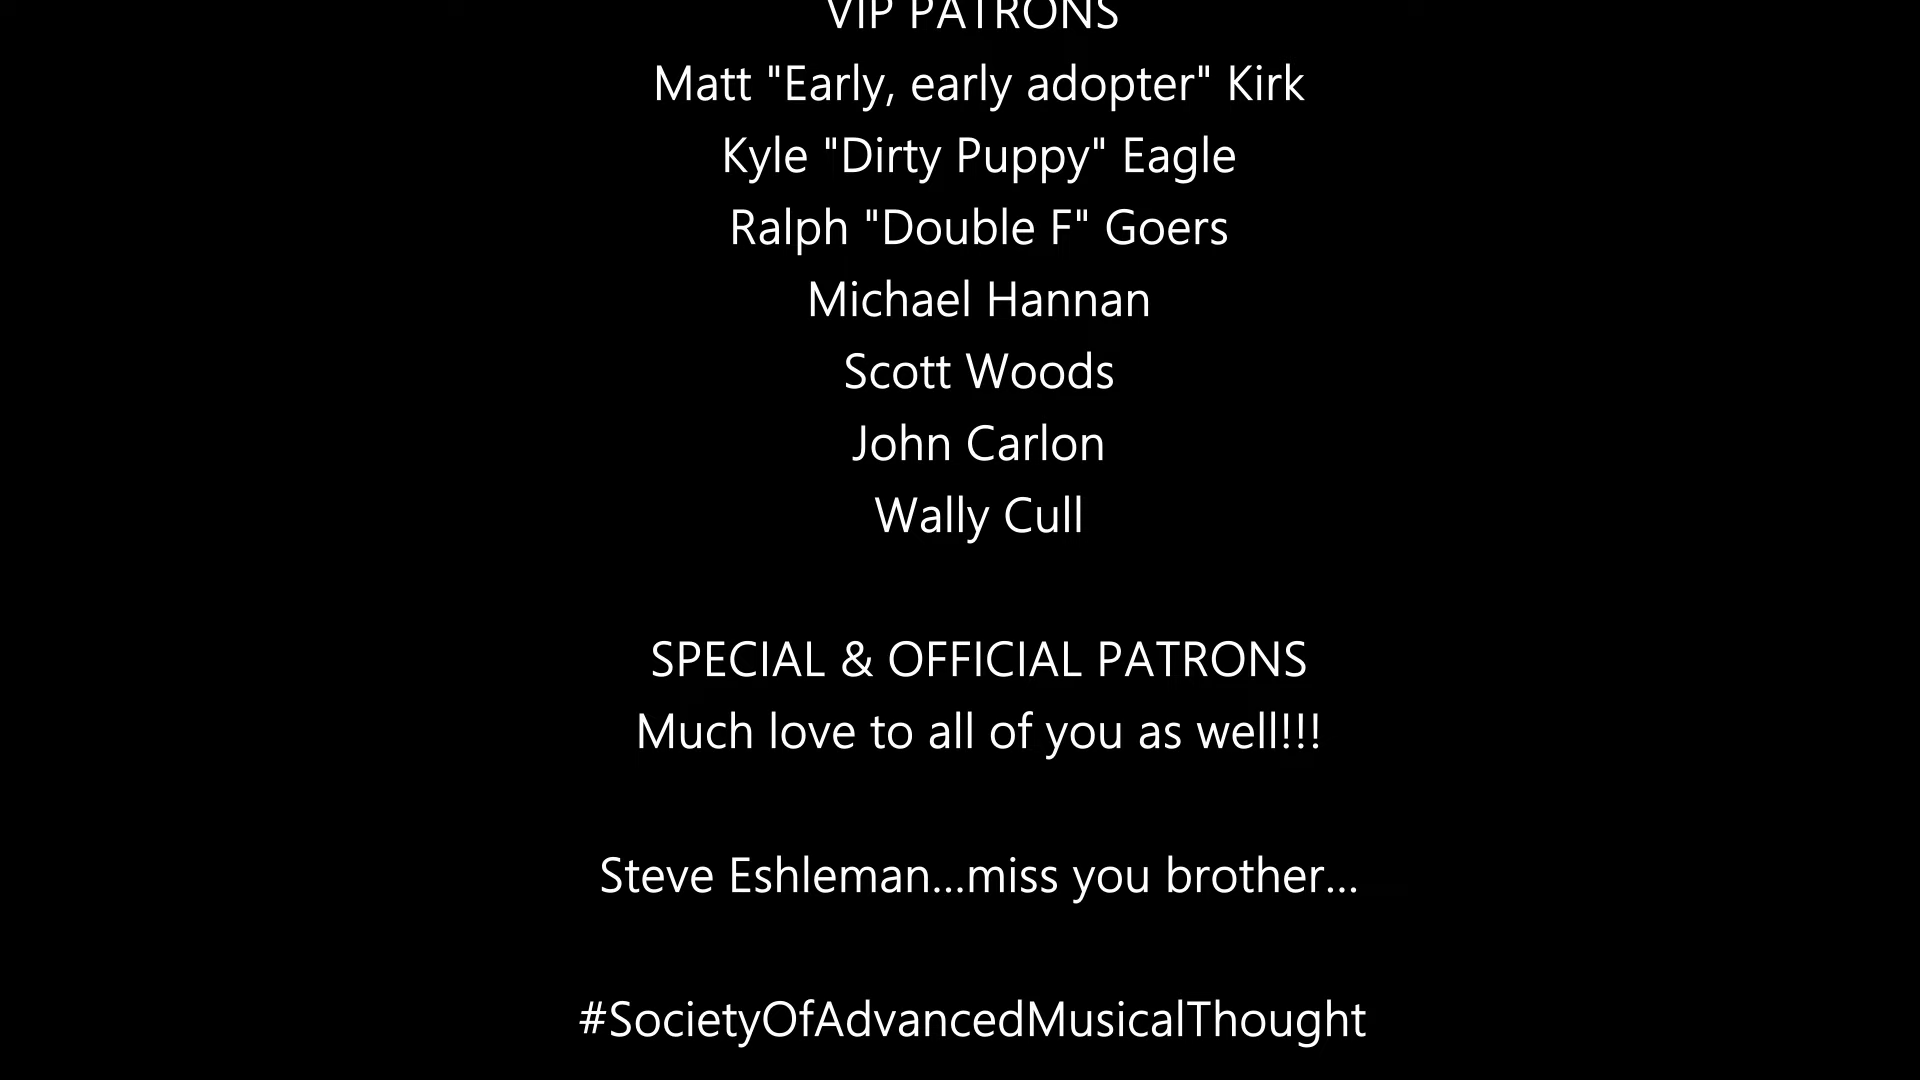 VIP PATRONS
Matt "Early, early adopter" Kirk
Kyle "Dirty Puppy" Eagle
Ralph "Double F" Goers
Michael Hannan
Scott Woods
John Carlon
Wally Cull
SPECIAL & OFFICIAL PATRONS
Much love to all of you as well!!!
Steve Eshleman...miss you brother...
#SocietyOfAdvancedMusicalThought